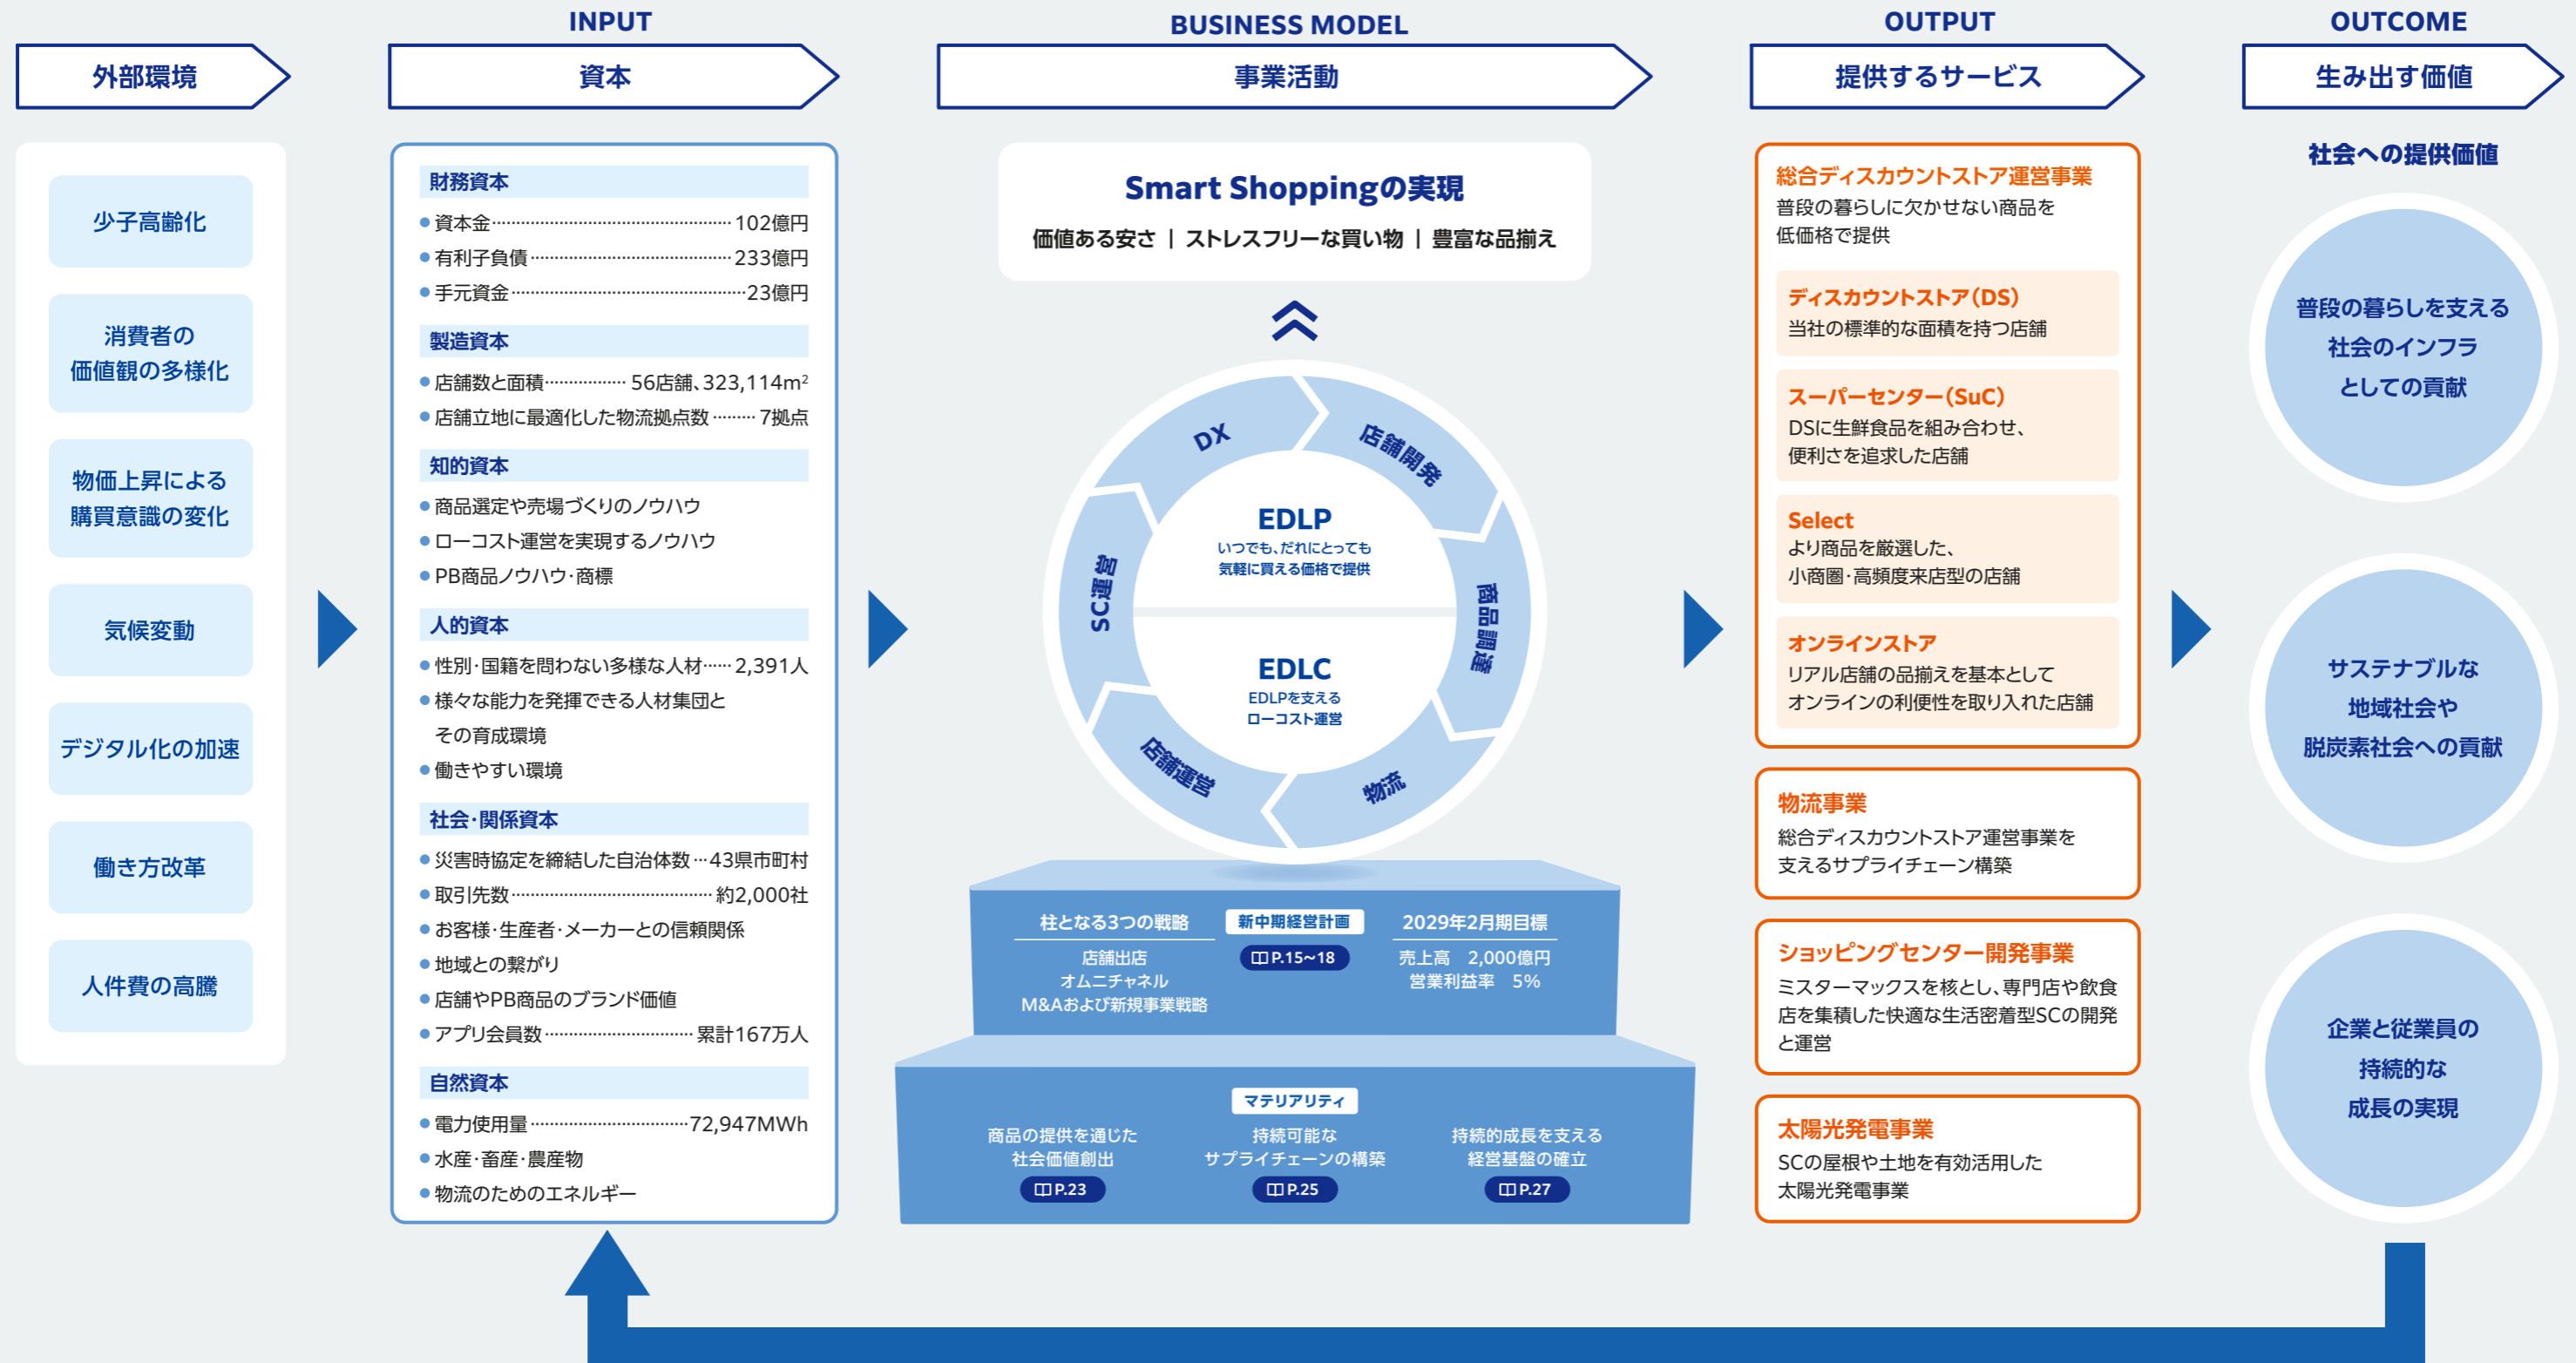 外部環境
少子高齢化
消費者の
価値観の多様化
物価上昇による
購買意識の変化
気候変動
デジタル化の加速
働き方改革
人件費の高騰
INPUT
資本
財務資本
●資本金 102億円
●有利子負債 233億円
●手元資金 23億円
製造資本
●店舗数と面積 56店舗、323,114m²
●店舗立地に最適化した物流拠点数 7拠点
知的資本
●商品選定や売場づくりのノウハウ
●ローコスト運営を実現するノウハウ
●PB商品ノウハウ・商標
人的資本
●性別・国籍を問わない多様な人材 2,391人
●様々な能力を発揮できる人材集団と
その育成環境
●働きやすい環境
社会・関係資本
●災害時協定を締結した自治体数 43県市町村
●取引先数 約2,000社
●お客様・生産者・メーカーとの信頼関係
●地域との繋がり
●店舗やPB商品のブランド価値
●アプリ会員数 累計167万人
自然資本
●電力使用量 72,947MWh
●水産・畜産・農産物
●物流のためのエネルギー
BUSINESS MODEL
事業活動
Smart Shoppingの実現
価値ある安さ | ストレスフリーな買い物 | 豊富な品揃え
DX
店舗開発
商品調達
物流
店舗運営
SC運営
EDLP
いつでも、だれにとっても
気軽に買える価格で提供
EDLC
EDLPを支える
ローコスト運営
柱となる3つの戦略
店舗出店
オムニチャネル
M&Aおよび新規事業戦略
新中期経営計画
P.15~18
2029年2月期目標
売上高 2,000億円
営業利益率 5%
マテリアリティ
商品の提供を通じた
社会価値創出
P.23
持続可能な
サプライチェーンの構築
P.25
持続的成長を支える
経営基盤の確立
P.27
OUTPUT
提供するサービス
総合ディスカウントストア運営事業
普段の暮らしに欠かせない商品を
低価格で提供
ディスカウントストア(DS)
当社の標準的な面積を持つ店舗
スーパーセンター(SuC)
DSに生鮮食品を組み合わせ、
便利さを追求した店舗
Select
より商品を厳選した、
小商圏・高頻度来店型の店舗
オンラインストア
リアル店舗の品揃えを基本として
オンラインの利便性を取り入れた店舗
物流事業
総合ディスカウントストア運営事業を
支えるサプライチェーン構築
ショッピングセンター開発事業
ミスターマックスを核とし、専門店や飲食
店を集積した快適な生活密着型SCの開発
と運営
太陽光発電事業
SCの屋根や土地を有効活用した
太陽光発電事業
OUTCOME
生み出す価値
社会への提供価値
普段の暮らしを支える
社会のインフラ
としての貢献
サステナブルな
地域社会や
脱炭素社会への貢献
企業と従業員の
持続的な
成長の実現